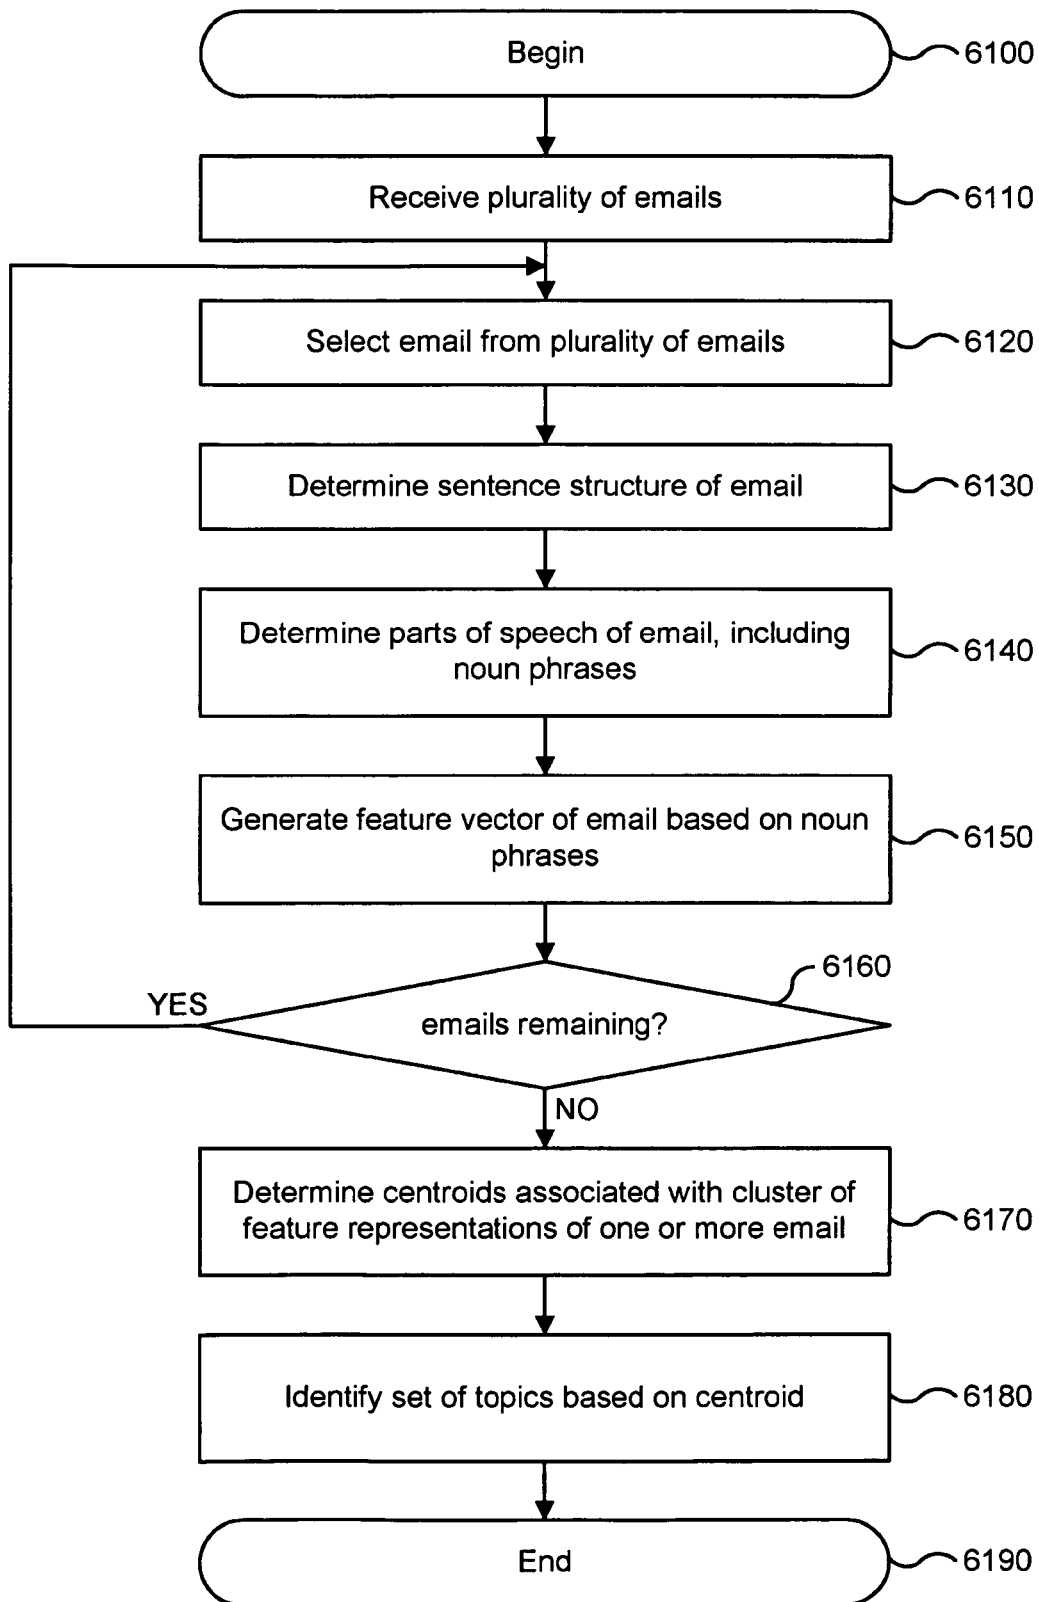 Begin
6100
Receive plurality of emails
6110
Select email from plurality of emails
6120
Determine sentence structure of email
6130
Determine parts of speech of email, including
noun phrases
6140
Generate feature vector of email based on noun
phrases
6150
6160
YES
emails remaining?
NO
Determine centroids associated with cluster of
feature representations of one or more email
6170
Identify set of topics based on centroid
6180
End
6190